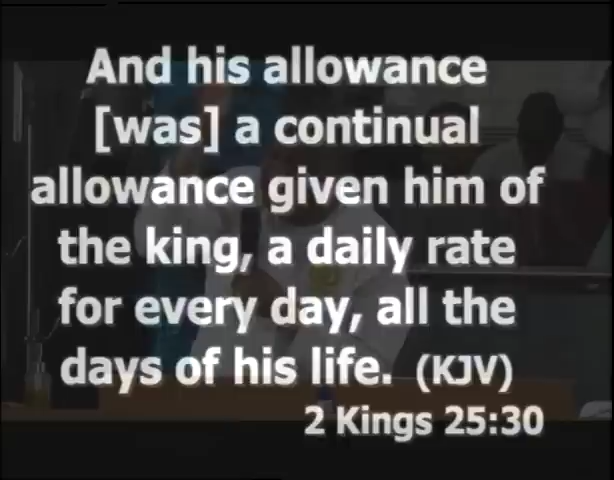 And his allowance
[was] a continual
allowance given him of
the king, a daily rate
for every day, all the
days of his life. (KJV)
2 Kings 25:30